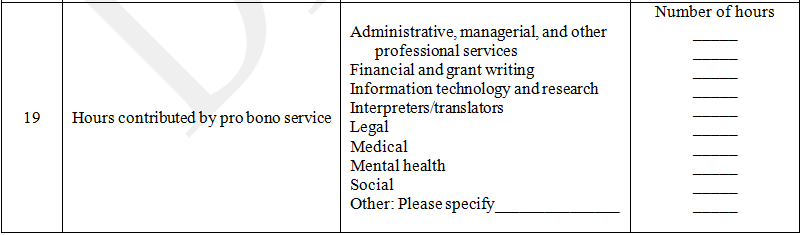 Number of hours
Administrative, managerial, and other
professional services
Financial and grant writing
Information technology and research
19 Hours contributed by pro bono service
Interpreters/translators
Legal
Medical
Mental health
Social
Other: Please specify_______________